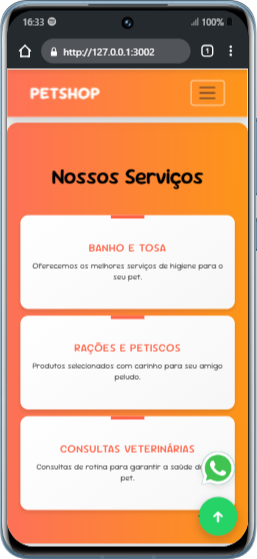 16:33 100%
http://127.0.0.1:3002 1
PETSHOP
Nossos Serviços
BANHO E TOSA
Oferecemos os melhores serviços de higiene para o
seu pet.
RAÇÕES E PETISCOS
Produtos selecionados com carinho para seu amigo
peludo.
CONSULTAS VETERINÁRIAS
Consultas de rotina para garantir a saúde
pet.